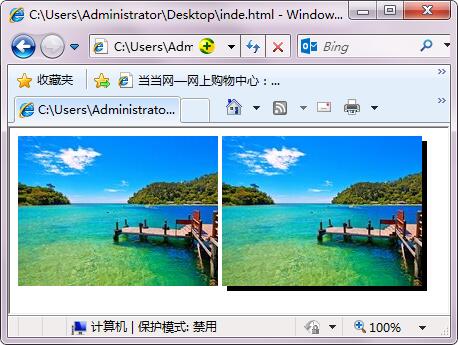 C:\Users\Administrator\Desktop\inde.html - Window...
C:\Users\Adm
Bing
收藏夹
当当网—网上购物中心：...
C:\Users\Administrato...
计算机 | 保护模式: 禁用
100%